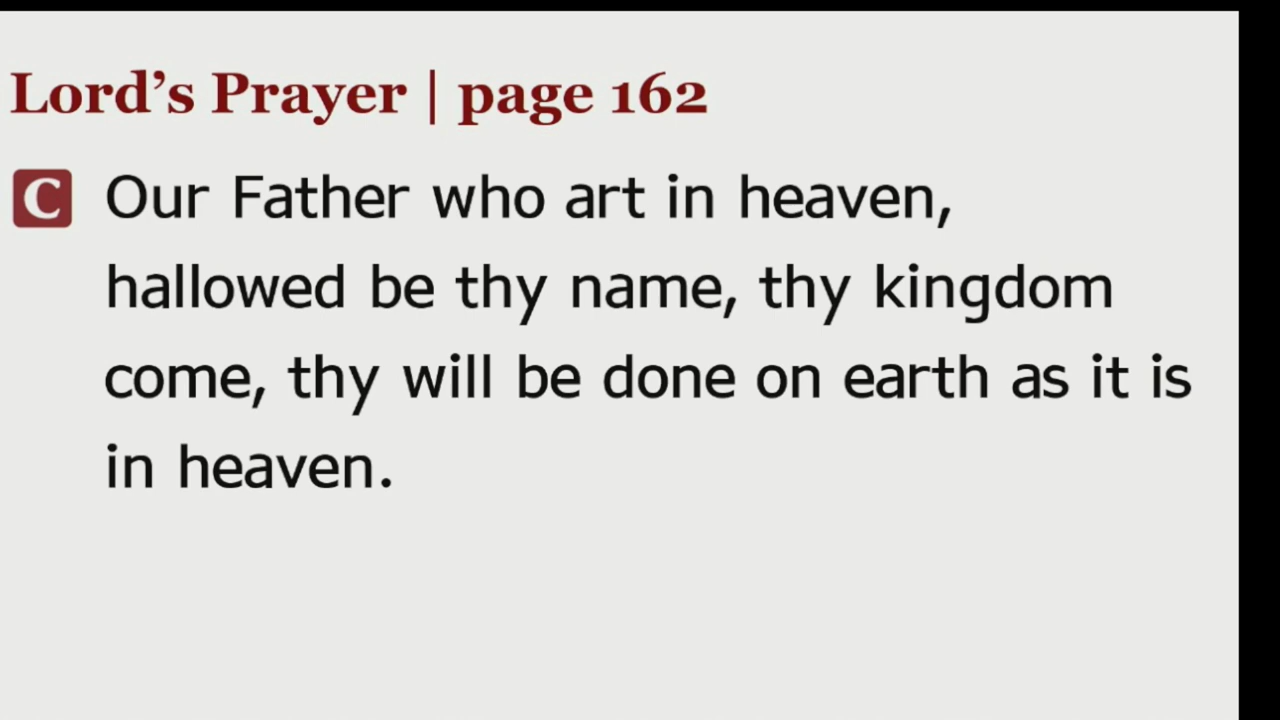 Lord’s Prayer | page 162
C Our Father who art in heaven,
hallowed be thy name, thy kingdom
come, thy will be done on earth as it is
in heaven.